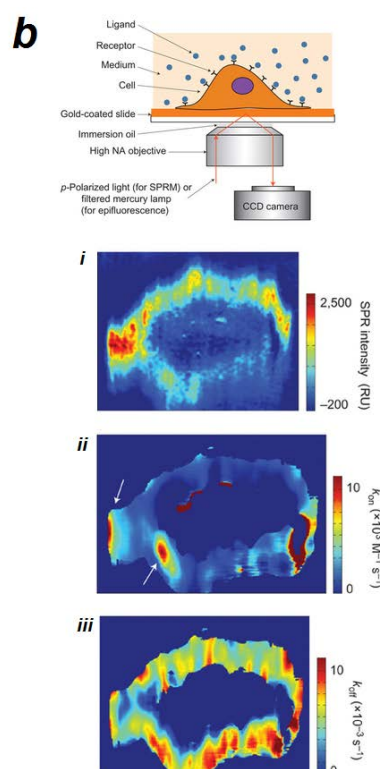 b
Ligand
Receptor
Medium
Cell
Gold-coated slide
Immersion oil
High NA objective
p-Polarized light (for SPRM) or
filtered mercury lamp
(for epifluorescence)
CCD camera
i
2,500
–200
SPR intensity (RU)
ii
10
0
kon (×10⁵ M⁻¹ s⁻¹)
iii
10
0
koff (×10⁻³ s⁻¹)